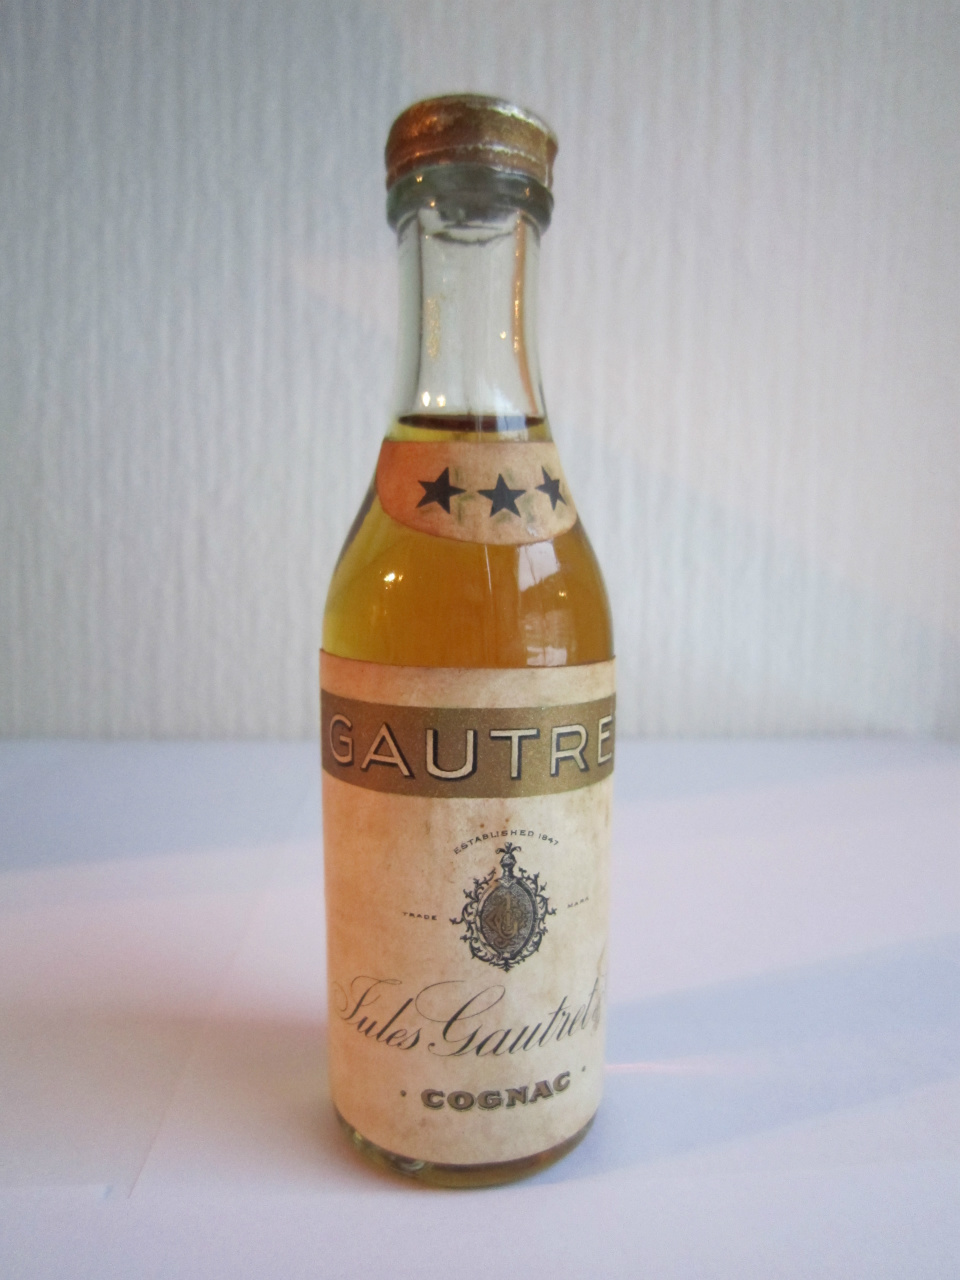 GAUTRE
ESTABLISHED 1847
TRADE MARK
Jules Gautret
· COGNAC ·